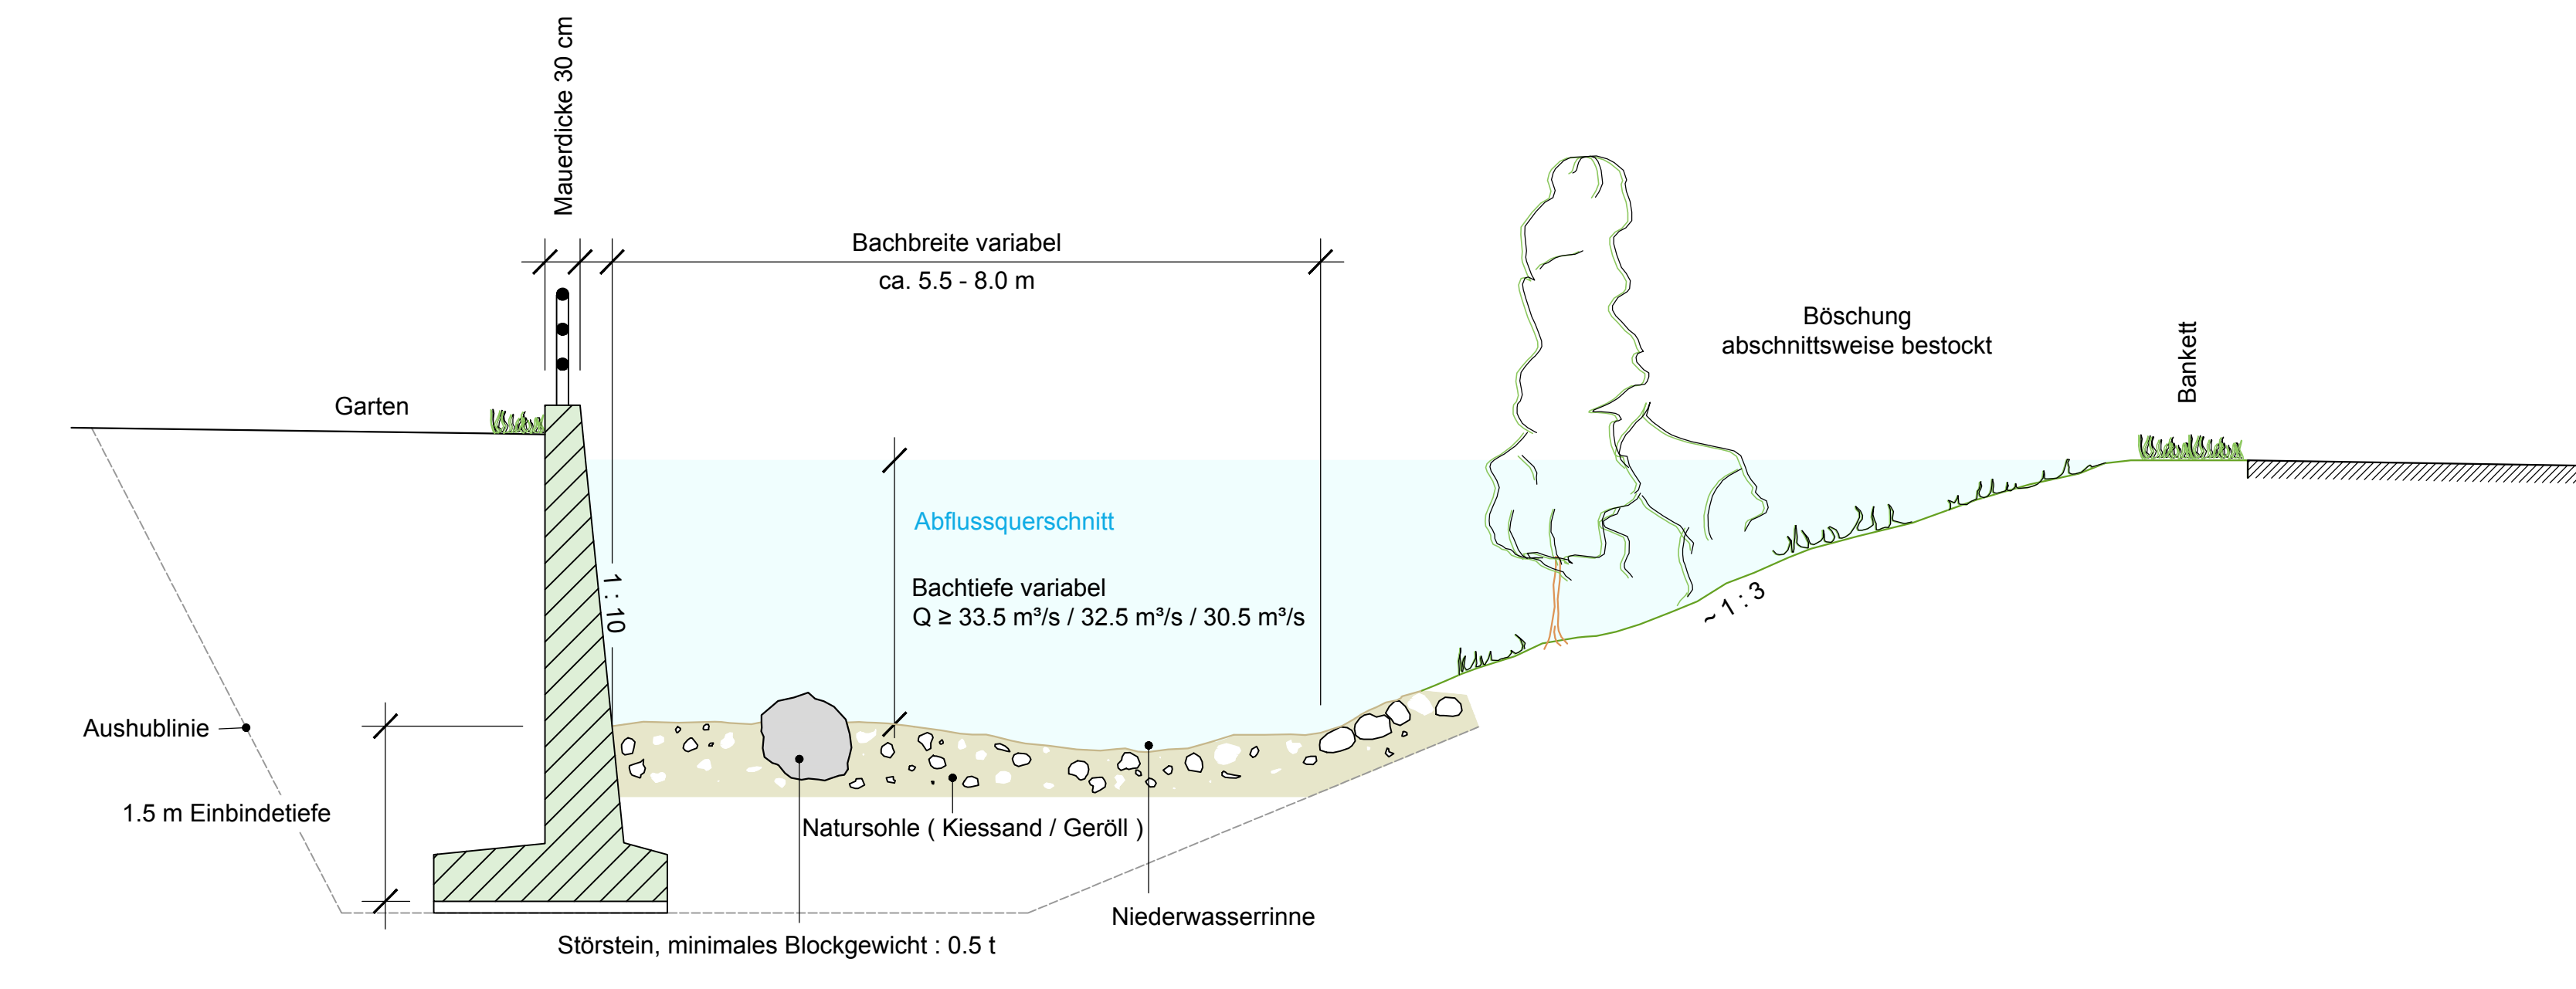 Mauerdicke 30 cm
Bachbreite variabel
ca. 5.5 - 8.0 m
Böschung
abschnittsweise bestockt
Bankett
Garten
Abflussquerschnitt
1 : 10
Bachtiefe variabel
Q ≥ 33.5 m³/s / 32.5 m³/s / 30.5 m³/s
~ 1 : 3
Aushublinie
1.5 m Einbindetiefe
Natursohle ( Kiessand / Geröll )
Niederwasserrinne
Störstein, minimales Blockgewicht : 0.5 t